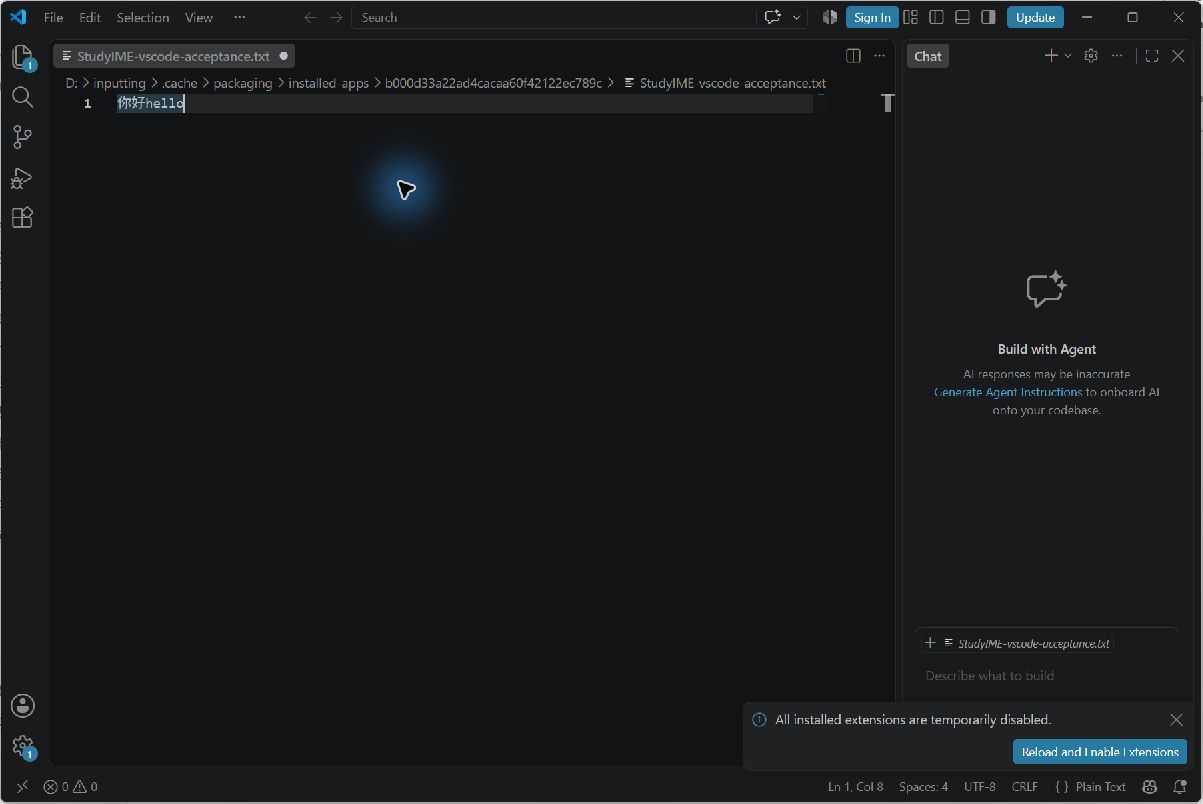 File Edit Selection View ··· Search Sign In Update
StudyIME-vscode-acceptance.txt
Chat
D: > inputting > .cache > packaging > installed-apps > b000d33a22ad4cacaa60f42122ec789c > StudyIME-vscode-acceptance.txt
1 你好hello
Build with Agent
AI responses may be inaccurate
Generate Agent Instructions to onboard AI
onto your codebase.
StudyIME-vscode-acceptance.txt
Describe what to build
All installed extensions are temporarily disabled.
Reload and Enable Extensions
1
1
0 0 Ln 1, Col 8 Spaces: 4 UTF-8 CRLF { } Plain Text